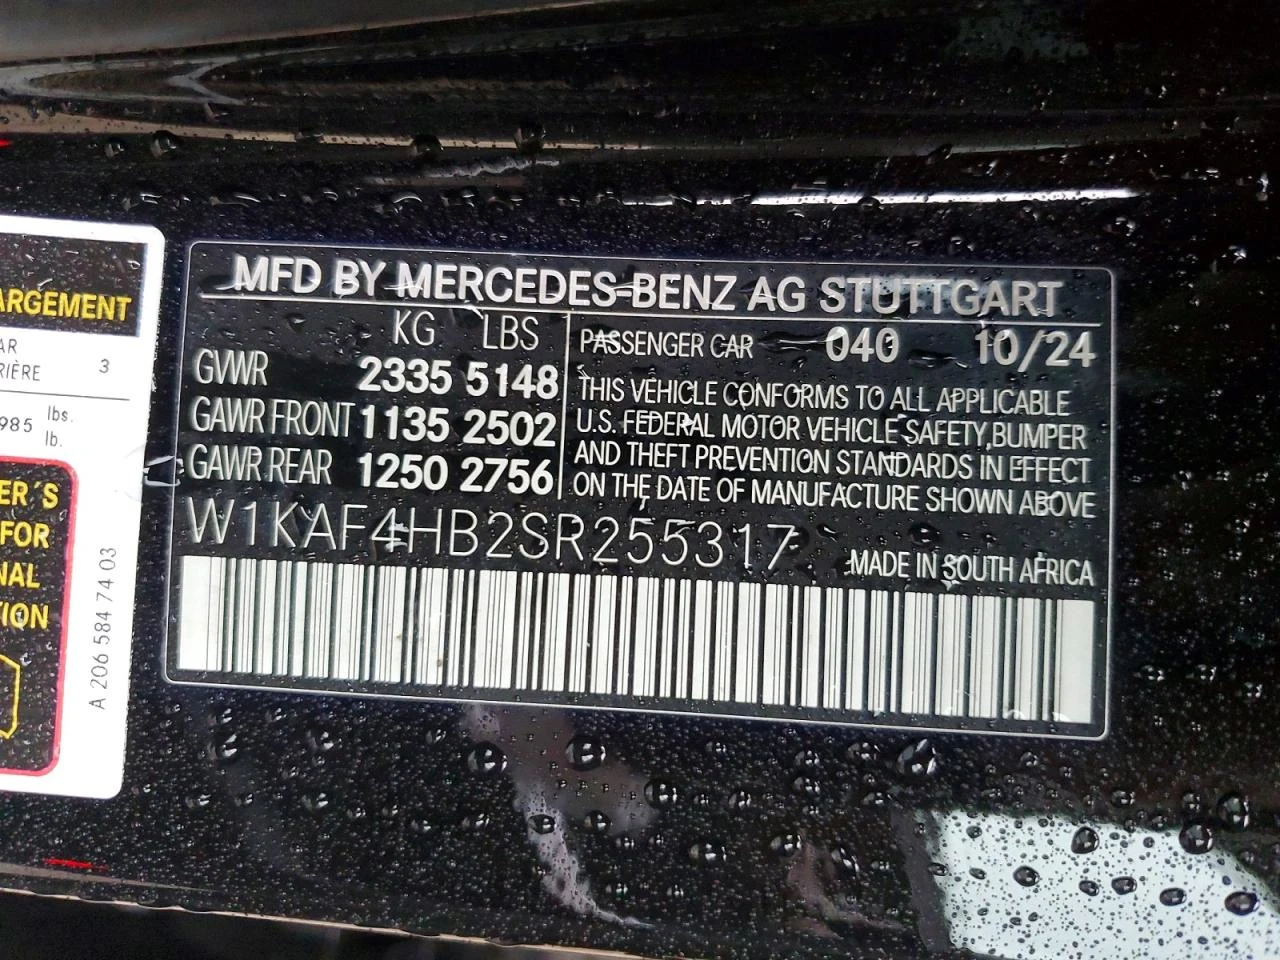 ARGEMENT
AR
RIÈRE 3
985 lbs.
lb.
ER'S
FOR
NAL
ION
A 206 584 74 03
MFD BY MERCEDES-BENZ AG STUTTGART
KG LBS
GVWR 2335 5148
GAWR FRONT 1135 2502
GAWR REAR 1250 2756
PASSENGER CAR 040 10/24
THIS VEHICLE CONFORMS TO ALL APPLICABLE
U.S. FEDERAL MOTOR VEHICLE SAFETY,BUMPER
AND THEFT PREVENTION STANDARDS IN EFFECT
ON THE DATE OF MANUFACTURE SHOWN ABOVE
W1KAF4HB2SR255317
MADE IN SOUTH AFRICA